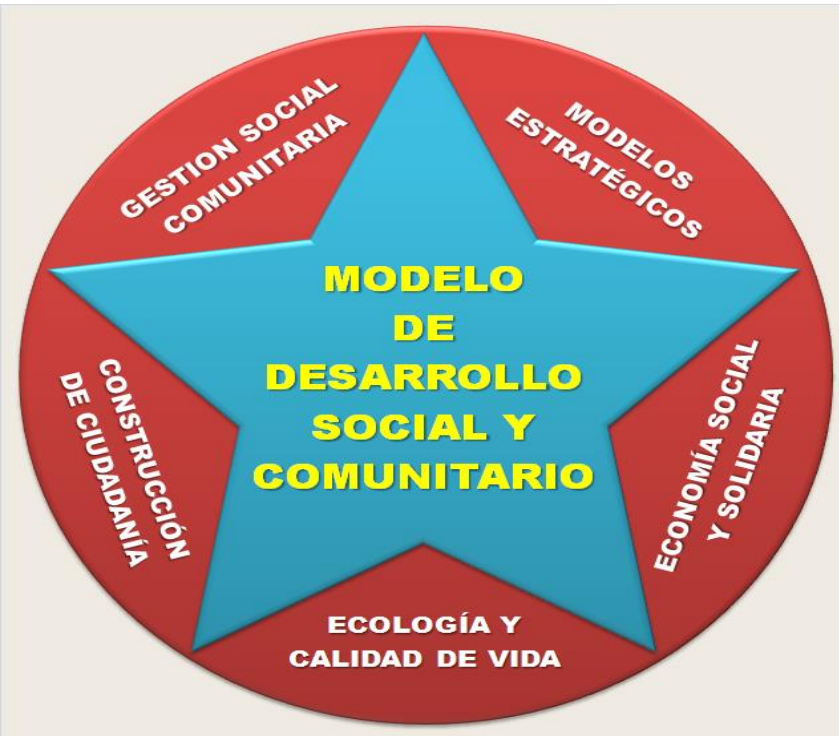 GESTION SOCIAL
COMUNITARIA
MODELOS
ESTRATÉGICOS
MODELO
DE
DESARROLLO
SOCIAL Y
COMUNITARIO
CONSTRUCCIÓN
DE CIUDADANÍA
ECONOMÍA SOCIAL
Y SOLIDARIA
ECOLOGÍA Y
CALIDAD DE VIDA